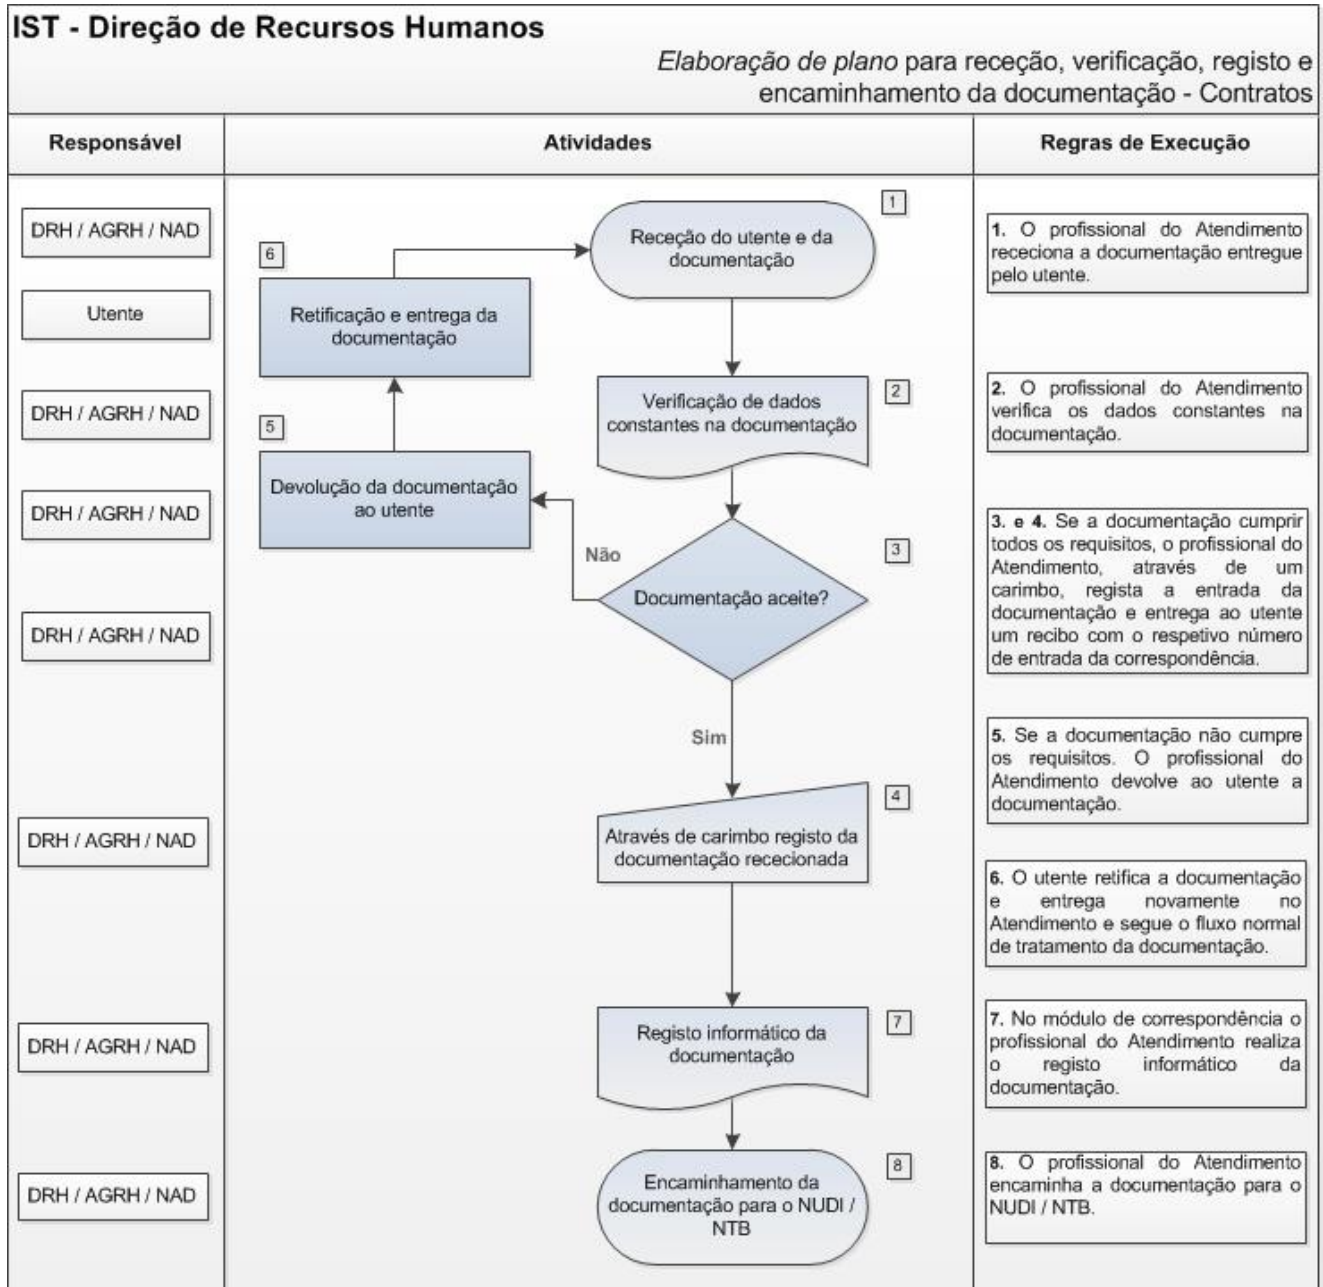 IST - Direção de Recursos Humanos
Elaboração de plano para receção, verificação, registo e
encaminhamento da documentação - Contratos
Responsável
Atividades
Regras de Execução
DRH / AGRH / NAD
Utente
DRH / AGRH / NAD
DRH / AGRH / NAD
DRH / AGRH / NAD
DRH / AGRH / NAD
DRH / AGRH / NAD
DRH / AGRH / NAD
1
Receção do utente e da
documentação
6
Retificação e entrega da
documentação
2
Verificação de dados
constantes na documentação
5
Devolução da documentação
ao utente
Não
3
Documentação aceite?
Sim
4
Através de carimbo registo da
documentação rececionada
7
Registo informático da
documentação
8
Encaminhamento da
documentação para o NUDI /
NTB
1. O profissional do Atendimento
receciona a documentação entregue
pelo utente.
2. O profissional do Atendimento
verifica os dados constantes na
documentação.
3. e 4. Se a documentação cumprir
todos os requisitos, o profissional do
Atendimento, através de um
carimbo, regista a entrada da
documentação e entrega ao utente
um recibo com o respetivo número
de entrada da correspondência.
5. Se a documentação não cumpre
os requisitos. O profissional do
Atendimento devolve ao utente a
documentação.
6. O utente retifica a documentação
e entrega novamente no
Atendimento e segue o fluxo normal
de tratamento da documentação.
7. No módulo de correspondência o
profissional do Atendimento realiza
o registo informático da
documentação.
8. O profissional do Atendimento
encaminha a documentação para o
NUDI / NTB.